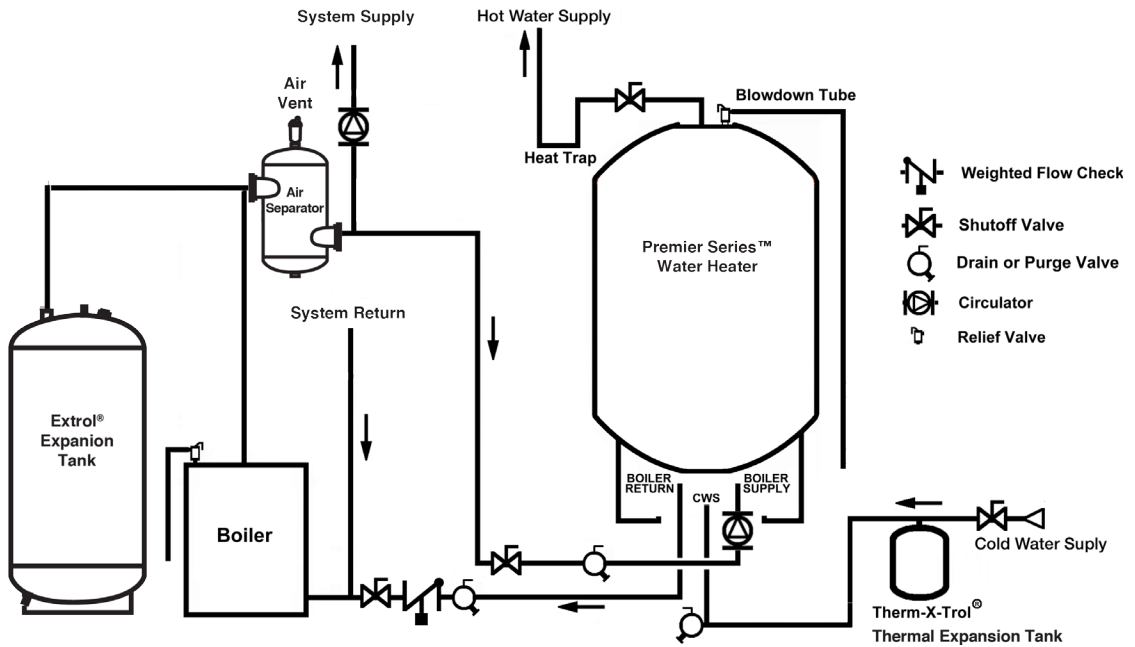 System Supply
Hot Water Supply
Air
Vent
Blowdown Tube
Heat Trap
Air
Separator
Weighted Flow Check
Shutoff Valve
Drain or Purge Valve
Circulator
Relief Valve
Premier Series™
Water Heater
System Return
Extrol®
Expanion
Tank
Boiler
BOILER
RETURN
CWS
BOILER
SUPPLY
Cold Water Suply
Therm-X-Trol®
Thermal Expansion Tank